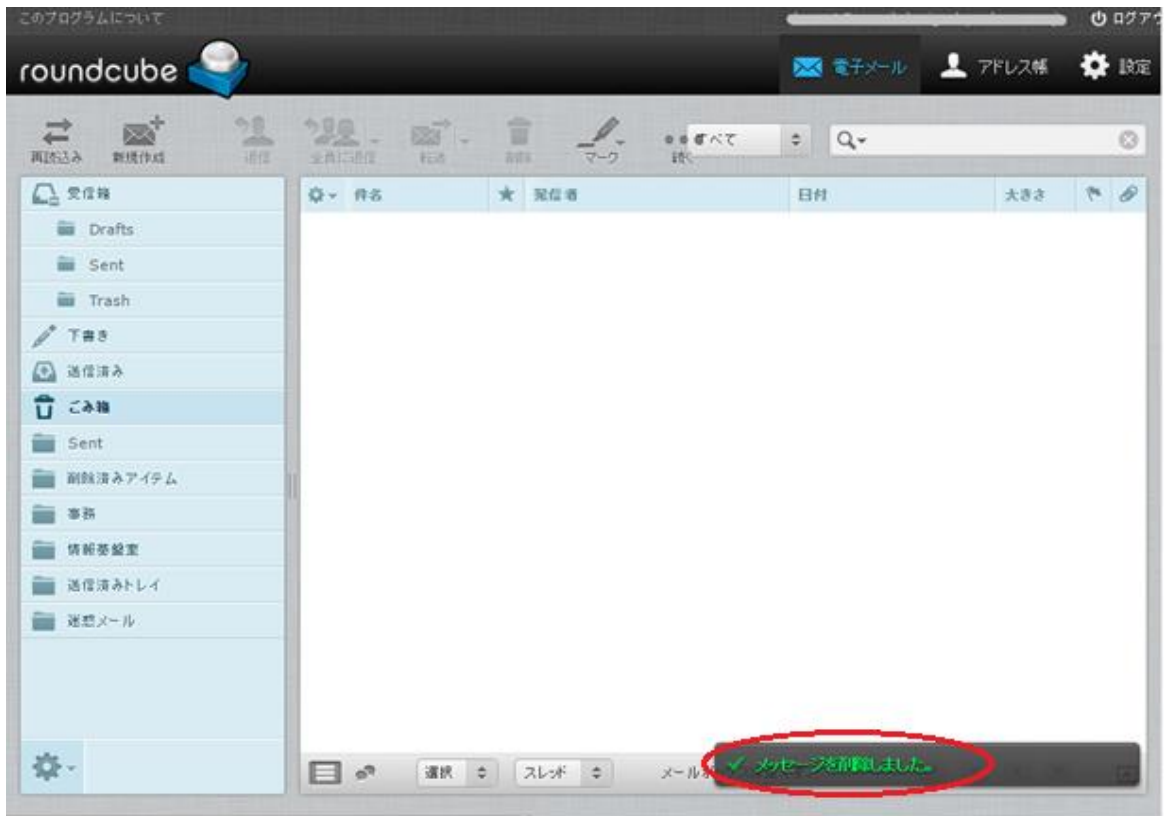 このプログラムについて
ログアウ
roundcube
電子メール
アドレス帳
設定
再読込み
新規作成
返信
全員に返信
転送
削除
マーク
続く
すべて
受信箱
件名
発信者
日付
大きさ
Drafts
Sent
Trash
下書き
送信済み
ごみ箱
Sent
削除済みアイテム
事務
情報基盤室
送信済みトレイ
迷惑メール
選択
スレッド
メール
メッセージを削除しました。